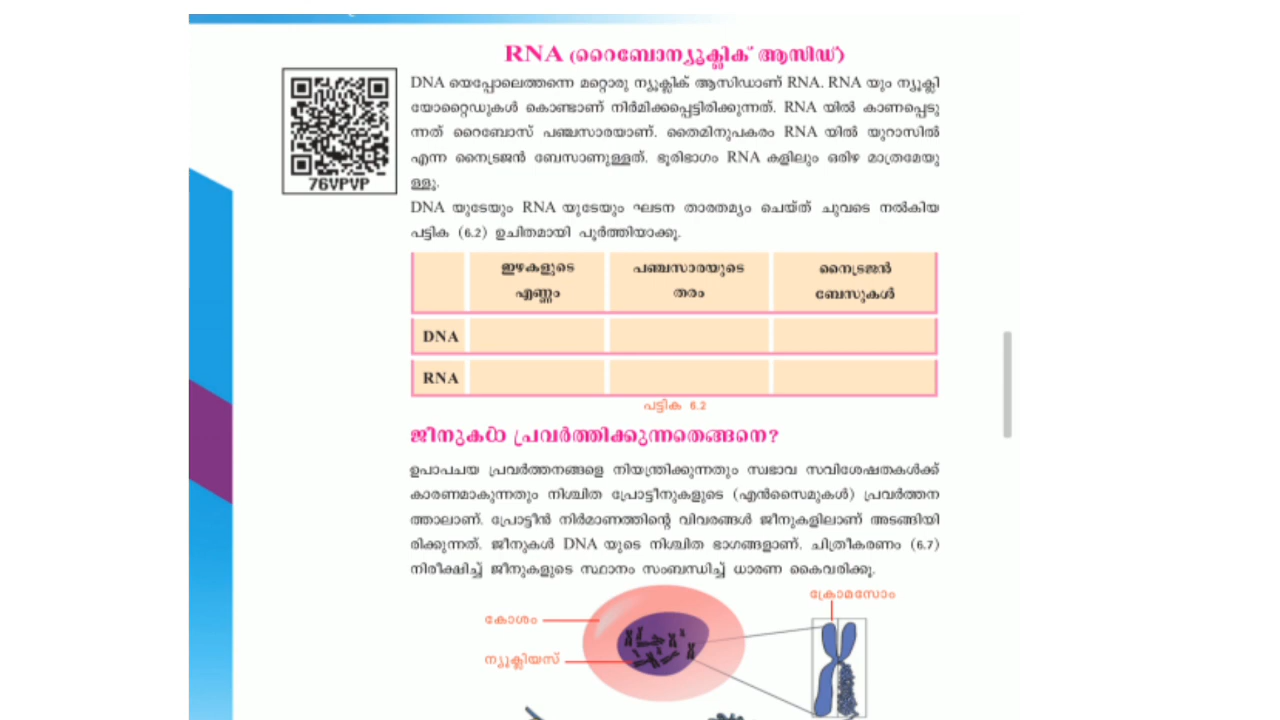 RNA (റൈബോന്യൂക്ലിക് ആസിഡ്)
DNA യെപ്പോലെത്തന്നെ മറ്റൊരു ന്യൂക്ലിക് ആസിഡാണ് RNA. RNA യും ന്യൂക്ലി
യോറ്റൈഡുകൾ കൊണ്ടാണ് നിർമിക്കപ്പെട്ടിരിക്കുന്നത്. RNA യിൽ കാണപ്പെടു
ന്നത് റൈബോസ് പഞ്ചസാരയാണ്. തൈമിനുപകരം RNA യിൽ യുറാസിൽ
എന്ന നൈട്രജൻ ബേസാണുള്ളത്. ഭൂരിഭാഗം RNA കളിലും ഒരിഴ മാത്രമേയു
ള്ളൂ.
76VPVP
DNA യുടേയും RNA യുടേയും ഘടന താരതമ്യം ചെയ്ത് ചുവടെ നൽകിയ
പട്ടിക (6.2) ഉചിതമായി പൂർത്തിയാക്കൂ.
ഇഴകളുടെ പഞ്ചസാരയുടെ നൈട്രജൻ
എണ്ണം തരം ബേസുകൾ
DNA
RNA
പട്ടിക 6.2
ജീനുകൾ പ്രവർത്തിക്കുന്നതെങ്ങനെ?
ഉപാപചയ പ്രവർത്തനങ്ങളെ നിയന്ത്രിക്കുന്നതും സ്വഭാവ സവിശേഷതകൾക്ക്
കാരണമാകുന്നതും നിശ്ചിത പ്രോട്ടീനുകളുടെ (എൻസൈമുകൾ) പ്രവർത്തന
ത്താലാണ്. പ്രോട്ടീൻ നിർമാണത്തിന്റെ വിവരങ്ങൾ ജീനുകളിലാണ് അടങ്ങിയി
രിക്കുന്നത്. ജീനുകൾ DNA യുടെ നിശ്ചിത ഭാഗങ്ങളാണ്. ചിത്രീകരണം (6.7)
നിരീക്ഷിച്ച് ജീനുകളുടെ സ്ഥാനം സംബന്ധിച്ച് ധാരണ കൈവരിക്കൂ.
ക്രോമസോം
കോശം
ന്യൂക്ലിയസ്